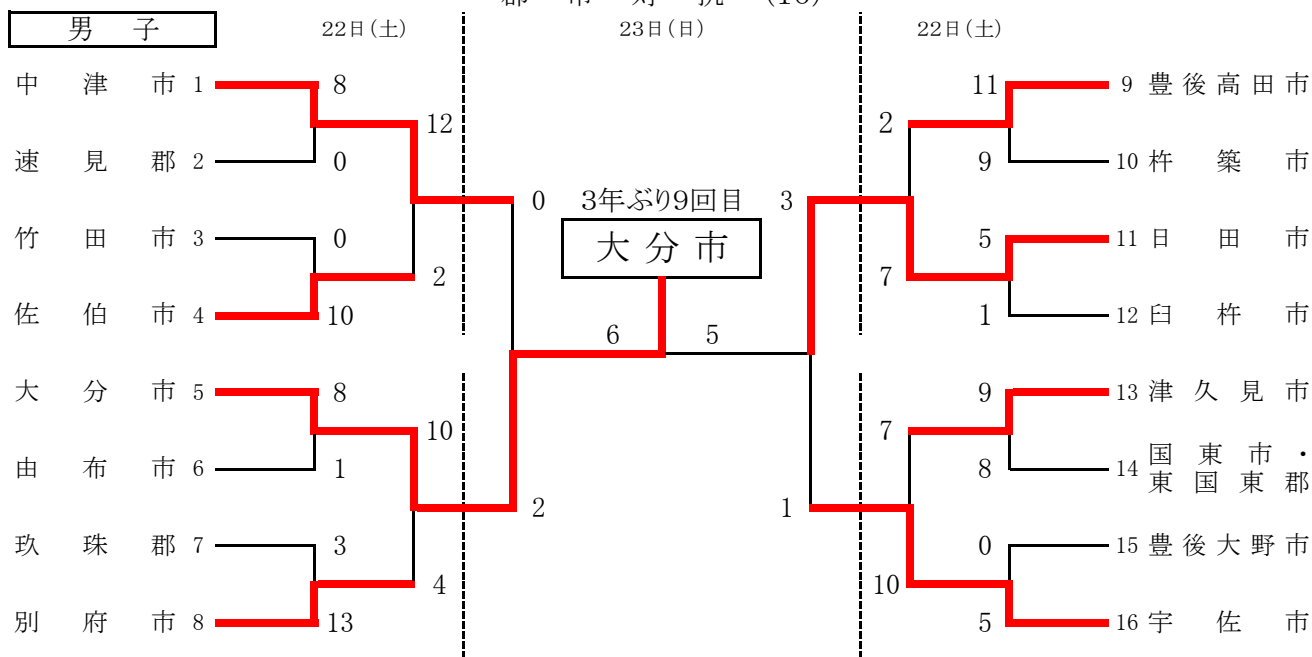 郡市対抗 (16)
男子
22日(土)
23日(日)
22日(土)
中津市 1
8
12
速見郡 2
0
竹田市 3
0
2
佐伯市 4
10
0
大分市 5
8
10
由布市 6
1
玖珠郡 7
3
4
別府市 8
13
2
3年ぶり9回目
大分市
6
5
3
1
11
9 豊後高田市
2
9
10 杵築市
5
11 日田市
7
1
12 臼杵市
9
13 津久見市
7
8
14 国東市・
東国東郡
0
15 豊後大野市
10
5
16 宇佐市